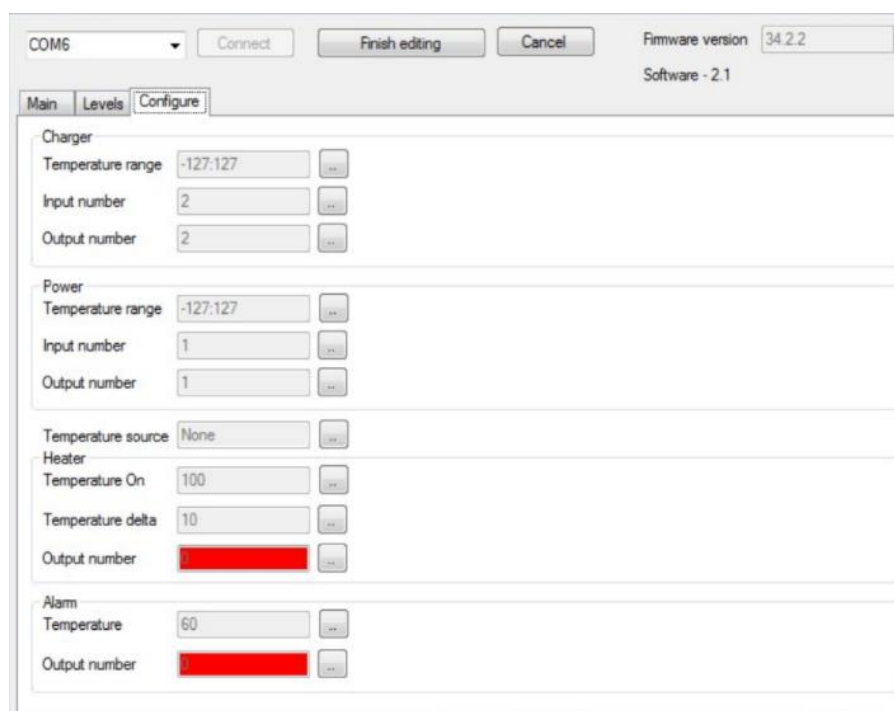 COM6 Connect Finish editing Cancel Firmware version 34.2.2
Software - 2.1
Main Levels Configure
Charger
Temperature range -127:127 ..
Input number 2 ..
Output number 2 ..
Power
Temperature range -127:127 ..
Input number 1 ..
Output number 1 ..
Temperature source None ..
Heater
Temperature On 100 ..
Temperature delta 10 ..
Output number 0 ..
Alarm
Temperature 60 ..
Output number 0 ..